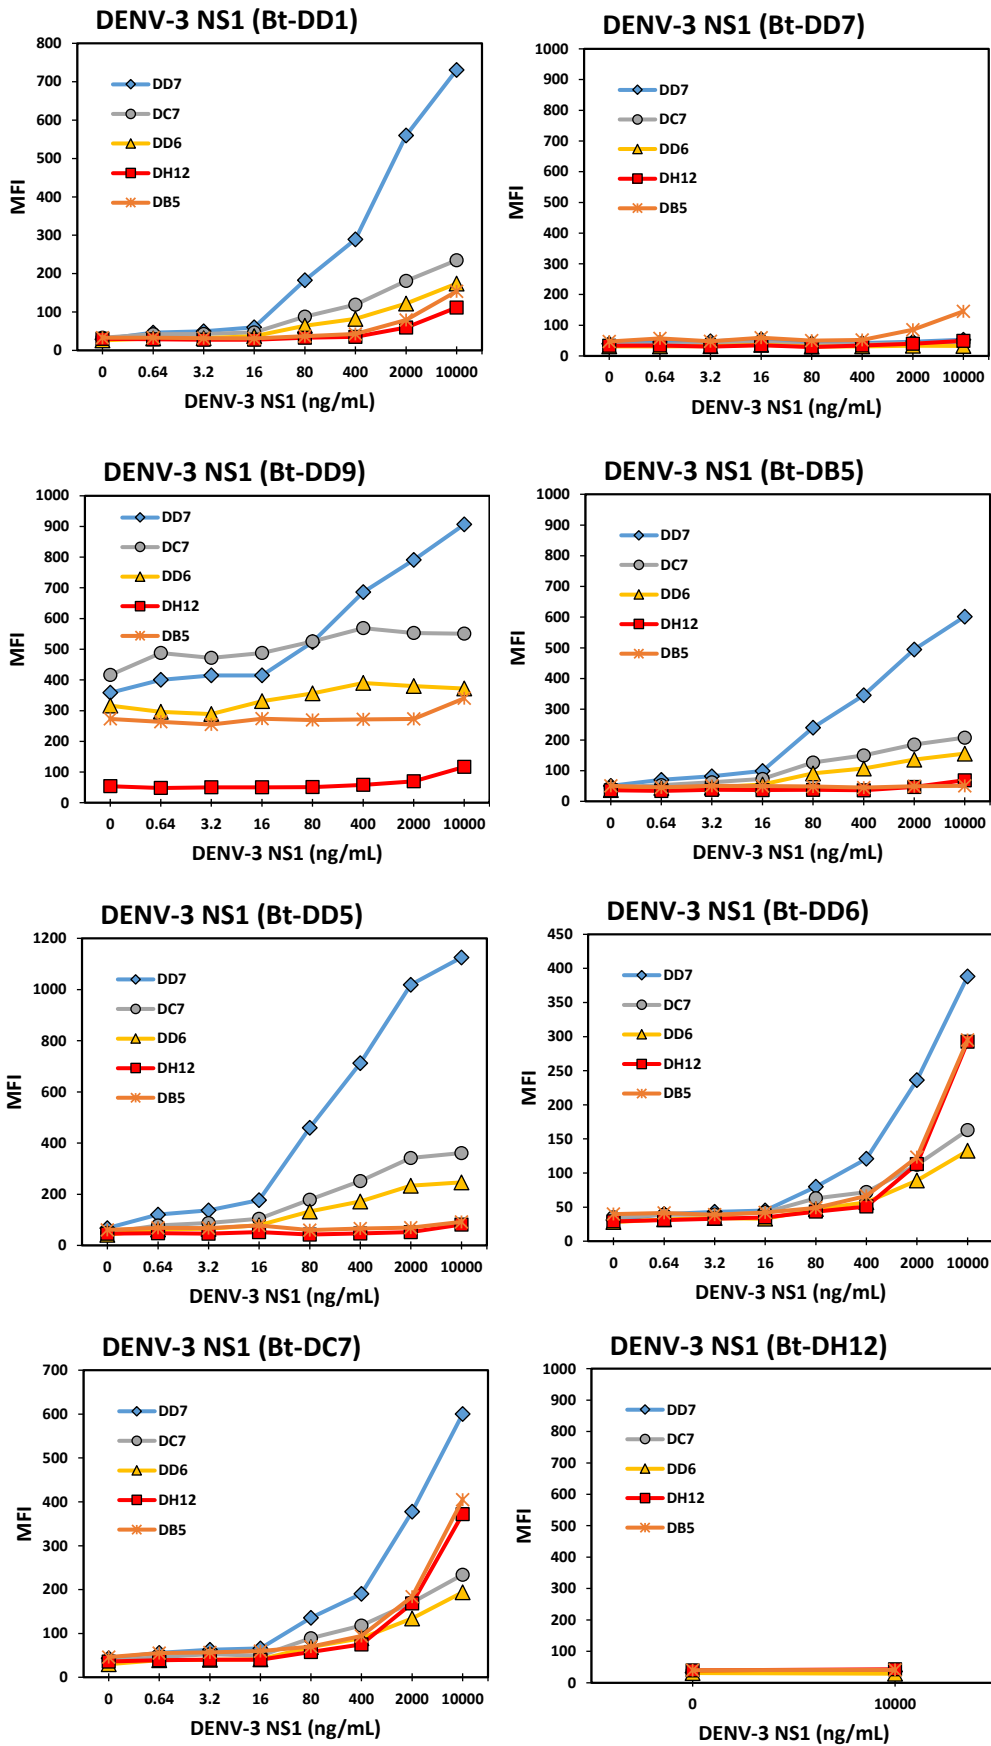 DENV-3 NS1 (Bt-DD1)
800
700
600
500
400
300
200
100
0
MFI
DD7
DC7
DD6
DH12
DB5
0 0.64 3.2 16 80 400 2000 10000
DENV-3 NS1 (ng/mL)
DENV-3 NS1 (Bt-DD7)
1000
900
800
700
600
500
400
300
200
100
0
MFI
DD7
DC7
DD6
DH12
DB5
0 0.64 3.2 16 80 400 2000 10000
DENV-3 NS1 (ng/mL)
DENV-3 NS1 (Bt-DD9)
1000
900
800
700
600
500
400
300
200
100
0
MFI
DD7
DC7
DD6
DH12
DB5
0 0.64 3.2 16 80 400 2000 10000
DENV-3 NS1 (ng/mL)
DENV-3 NS1 (Bt-DB5)
1000
900
800
700
600
500
400
300
200
100
0
MFI
DD7
DC7
DD6
DH12
DB5
0 0.64 3.2 16 80 400 2000 10000
DENV-3 NS1 (ng/mL)
DENV-3 NS1 (Bt-DD5)
1200
1000
800
600
400
200
0
MFI
DD7
DC7
DD6
DH12
DB5
0 0.64 3.2 16 80 400 2000 10000
DENV-3 NS1 (ng/mL)
DENV-3 NS1 (Bt-DD6)
450
400
350
300
250
200
150
100
50
0
MFI
DD7
DC7
DD6
DH12
DB5
0 0.64 3.2 16 80 400 2000 10000
DENV-3 NS1 (ng/mL)
DENV-3 NS1 (Bt-DC7)
700
600
500
400
300
200
100
0
MFI
DD7
DC7
DD6
DH12
DB5
0 0.64 3.2 16 80 400 2000 10000
DENV-3 NS1 (ng/mL)
DENV-3 NS1 (Bt-DH12)
1000
900
800
700
600
500
400
300
200
100
0
MFI
DD7
DC7
DD6
DH12
DB5
0 10000
DENV-3 NS1 (ng/mL)